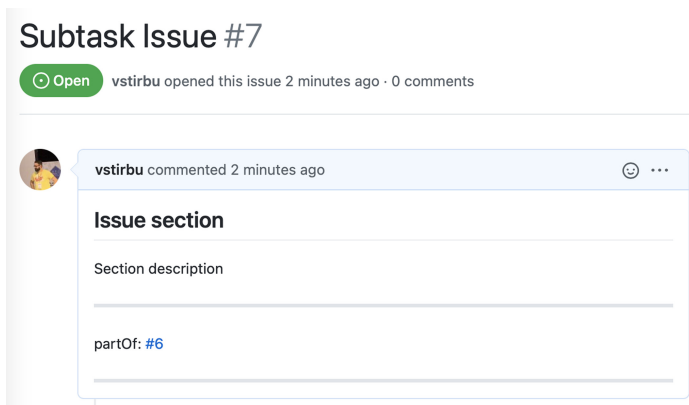 Subtask Issue #7
Open vstirbu opened this issue 2 minutes ago · 0 comments
vstirbu commented 2 minutes ago
Issue section
Section description
partOf: #6